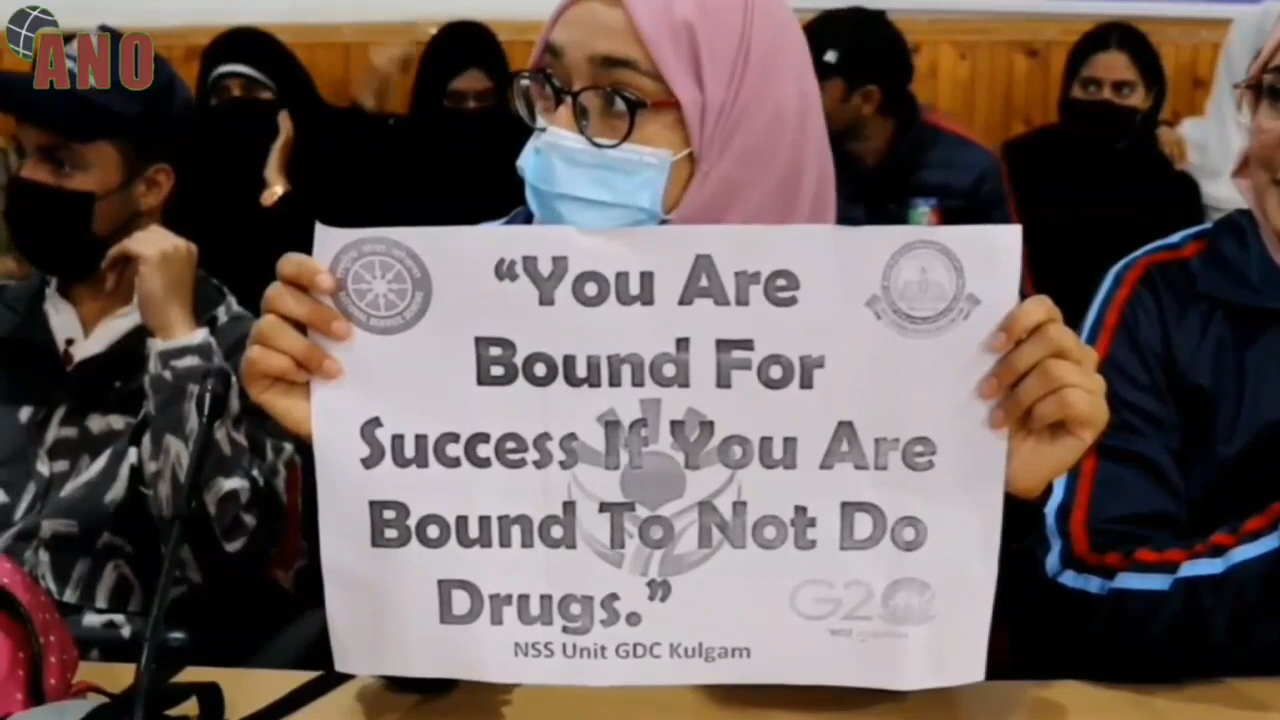 ANO
"You Are
Bound For
Success If You Are
Bound To Not Do
Drugs."
G20
NSS Unit GDC Kulgam